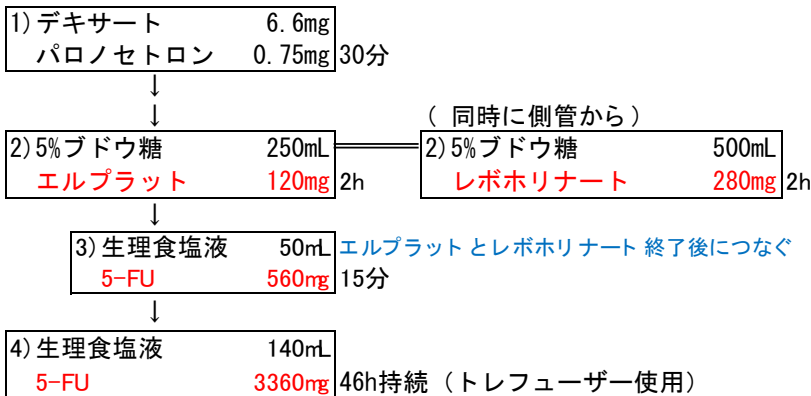 1)デキサート 6.6mg
パロノセトロン 0.75mg 30分
↓
↓
(同時に側管から)
2)5%ブドウ糖 250mL 2)5%ブドウ糖 500mL
エルプラット 120mg 2h レボホリナート 280mg 2h
↓
3)生理食塩液 50mL エルプラットとレボホリナート終了後につなぐ
5-FU 560mg 15分
↓
4)生理食塩液 140mL
5-FU 3360mg 46h持続(トレフューザー使用)